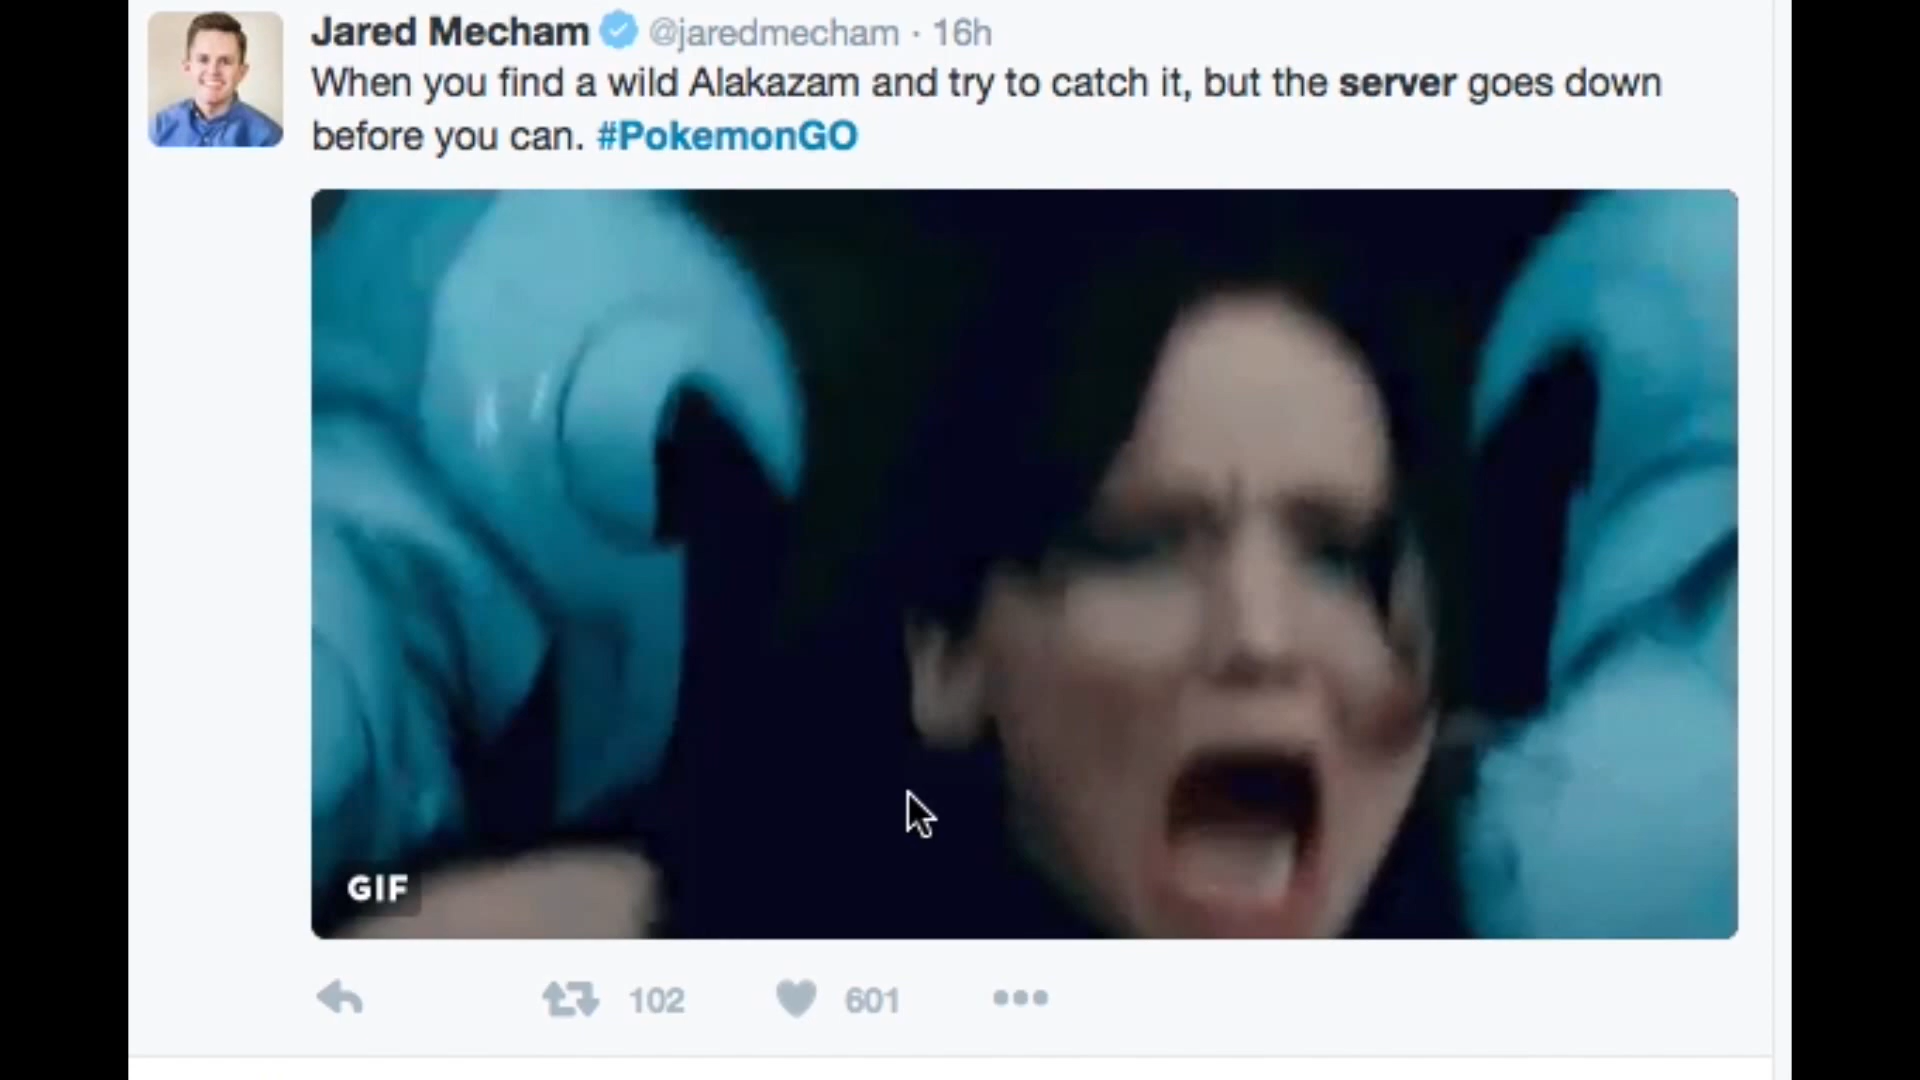 Jared Mecham @jaredmecham · 16h
When you find a wild Alakazam and try to catch it, but the server goes down
before you can. #PokemonGO
GIF
102 601